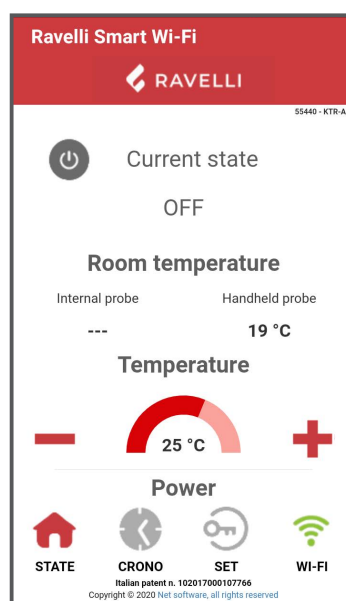 Ravelli Smart Wi-Fi
RAVELLI
55440 - KTR-A
Current state
OFF
Room temperature
Internal probe Handheld probe
--- 19 °C
Temperature
25 °C
Power
STATE CRONO SET WI-FI
Italian patent n. 102017000107766
Copyright © 2020 Net software, all rights reserved